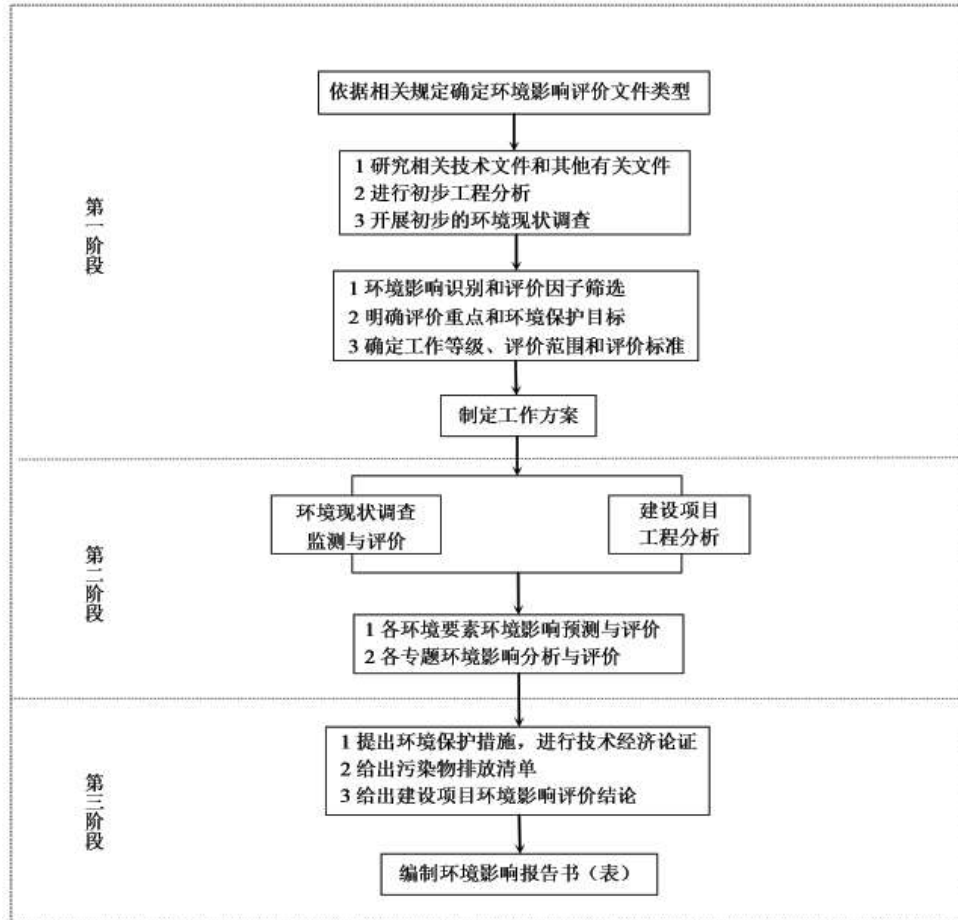 依据相关规定确定环境影响评价文件类型
1 研究相关技术文件和其他有关文件
2 进行初步工程分析
3 开展初步的环境现状调查
第一阶段
1 环境影响识别和评价因子筛选
2 明确评价重点和环境保护目标
3 确定工作等级、评价范围和评价标准
制定工作方案
环境现状调查
监测与评价
建设项目
工程分析
第二阶段
1 各环境要素环境影响预测与评价
2 各专题环境影响分析与评价
1 提出环境保护措施，进行技术经济论证
2 给出污染物排放清单
3 给出建设项目环境影响评价结论
第三阶段
编制环境影响报告书（表）